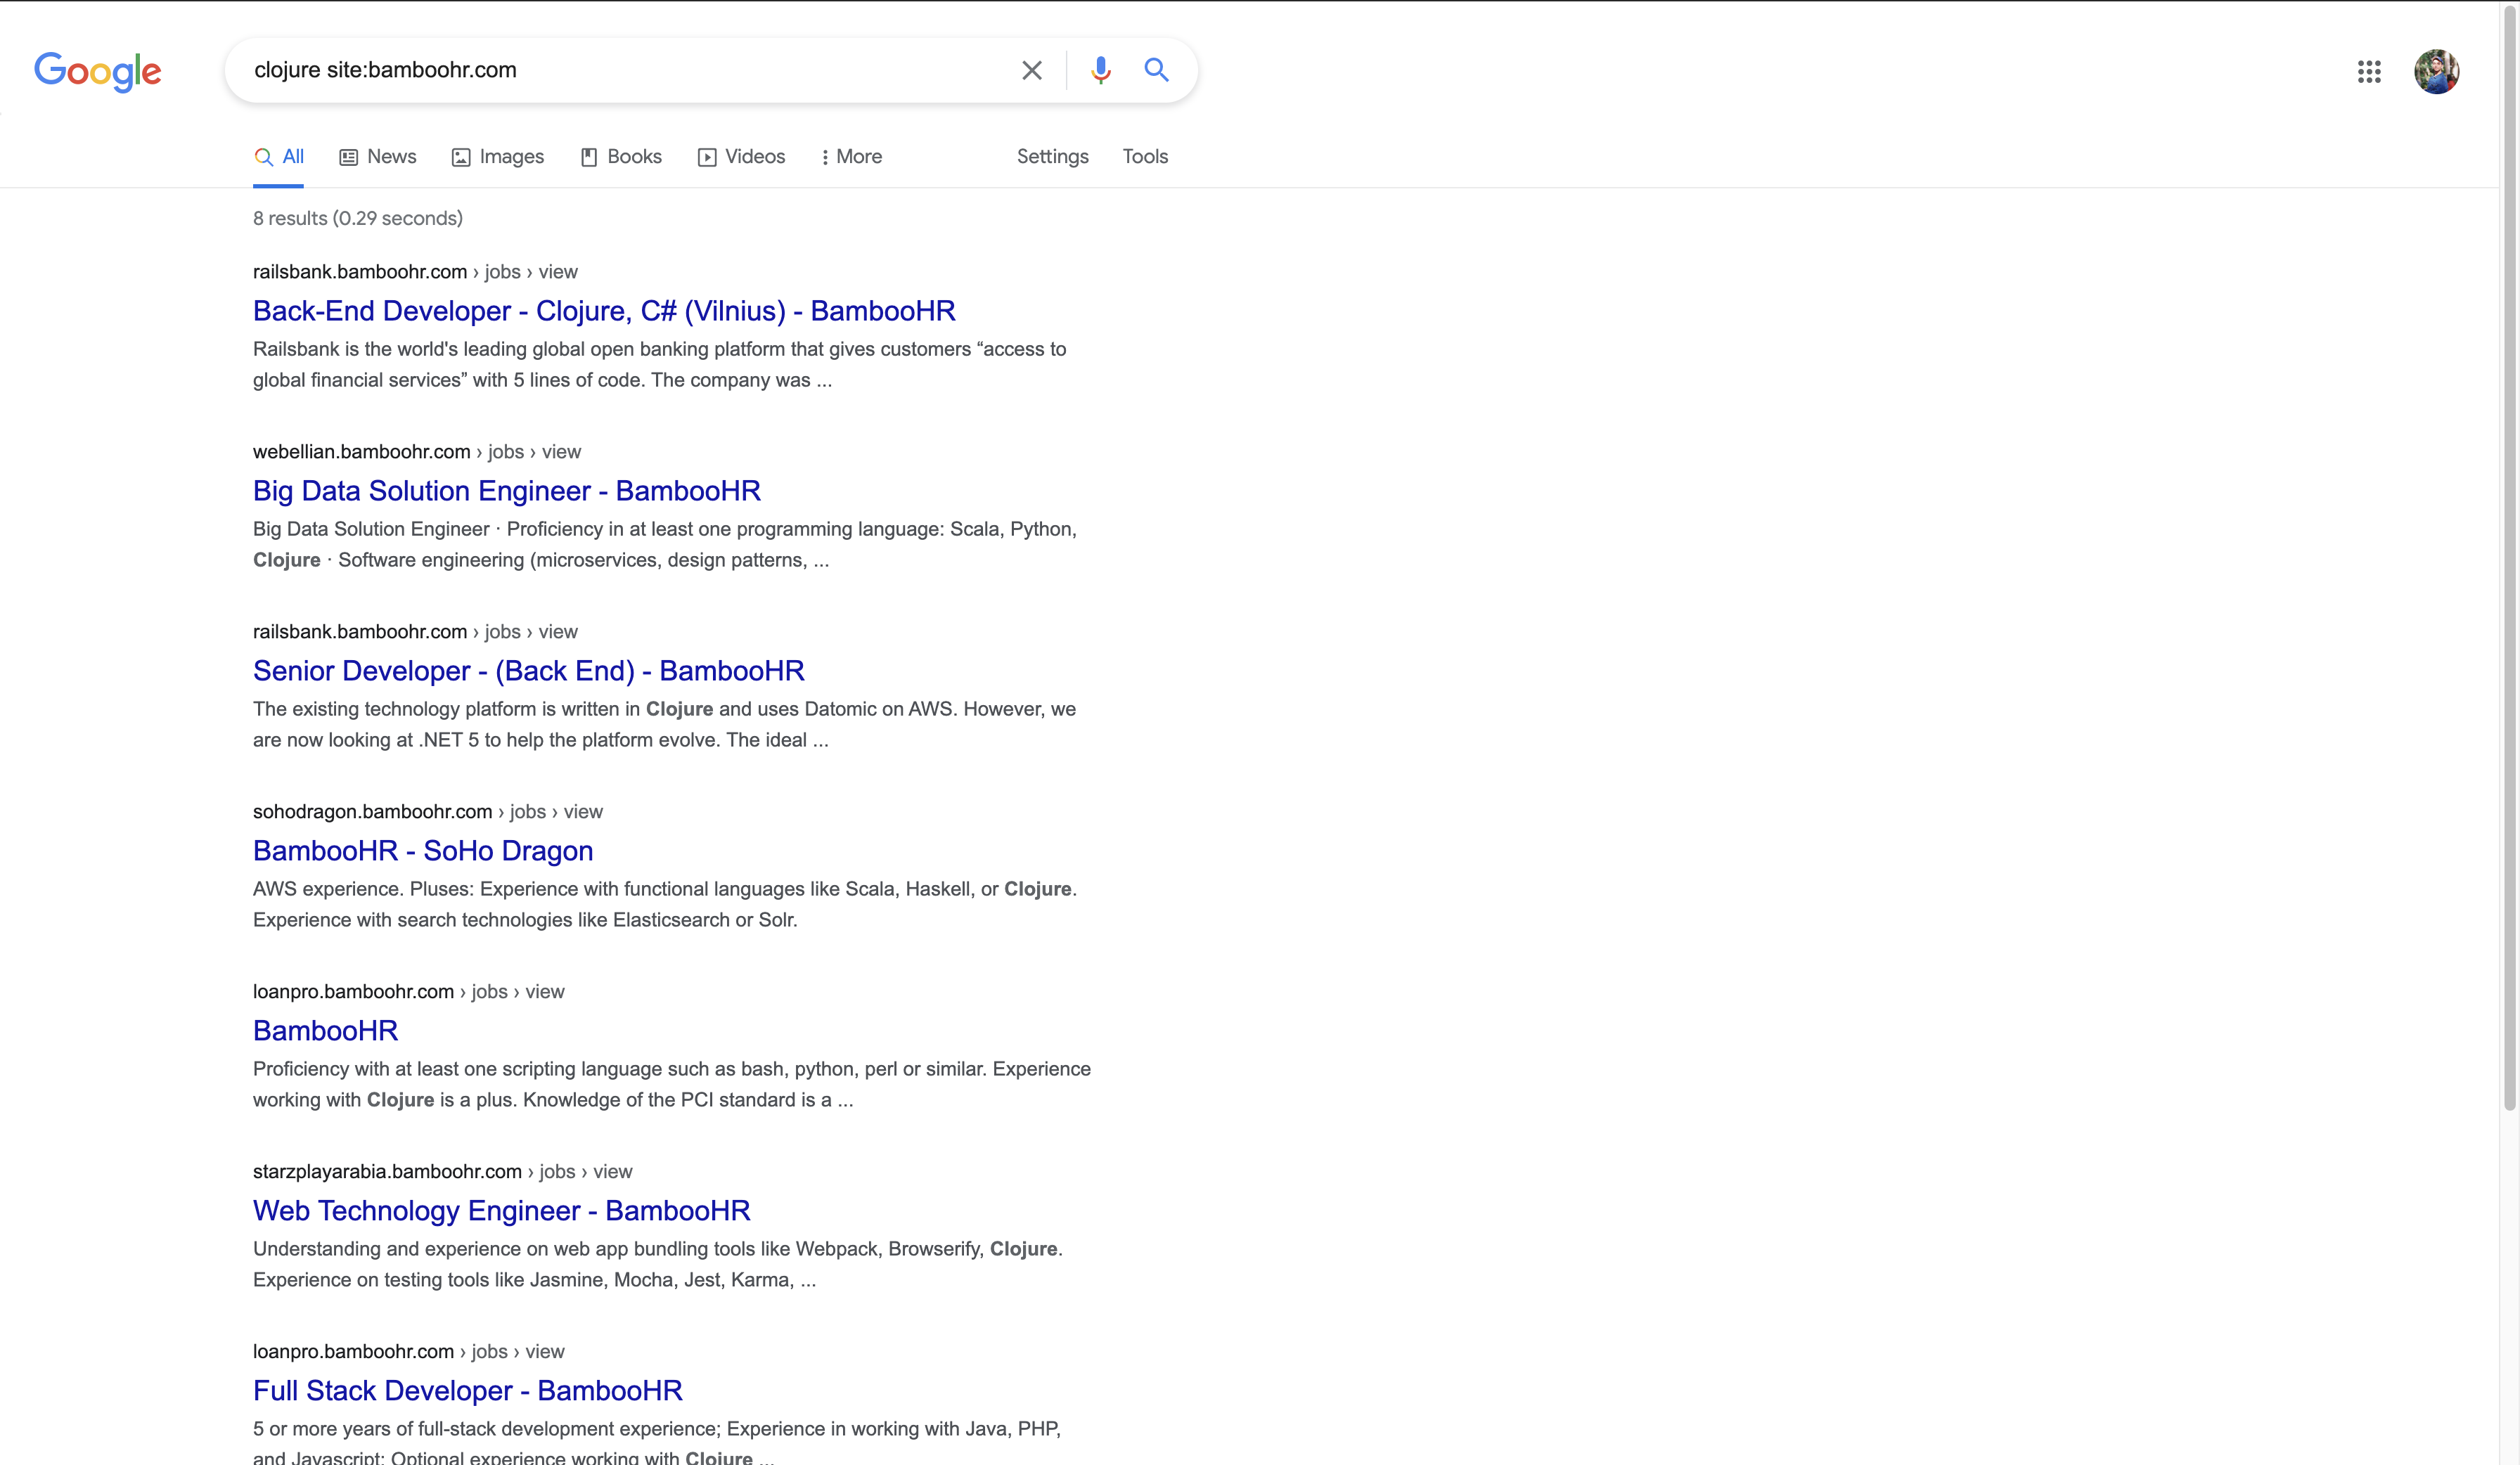 Google
clojure site:bamboohr.com
All News Images Books Videos More Settings Tools
8 results (0.29 seconds)
railsbank.bamboohr.com › jobs › view
Back-End Developer - Clojure, C# (Vilnius) - BambooHR
Railsbank is the world's leading global open banking platform that gives customers “access to
global financial services” with 5 lines of code. The company was ...
webellian.bamboohr.com › jobs › view
Big Data Solution Engineer - BambooHR
Big Data Solution Engineer · Proficiency in at least one programming language: Scala, Python,
Clojure · Software engineering (microservices, design patterns, ...
railsbank.bamboohr.com › jobs › view
Senior Developer - (Back End) - BambooHR
The existing technology platform is written in Clojure and uses Datomic on AWS. However, we
are now looking at .NET 5 to help the platform evolve. The ideal ...
sohodragon.bamboohr.com › jobs › view
BambooHR - SoHo Dragon
AWS experience. Pluses: Experience with functional languages like Scala, Haskell, or Clojure.
Experience with search technologies like Elasticsearch or Solr.
loanpro.bamboohr.com › jobs › view
BambooHR
Proficiency with at least one scripting language such as bash, python, perl or similar. Experience
working with Clojure is a plus. Knowledge of the PCI standard is a ...
starzplayarabia.bamboohr.com › jobs › view
Web Technology Engineer - BambooHR
Understanding and experience on web app bundling tools like Webpack, Browserify, Clojure.
Experience on testing tools like Jasmine, Mocha, Jest, Karma, ...
loanpro.bamboohr.com › jobs › view
Full Stack Developer - BambooHR
5 or more years of full-stack development experience; Experience in working with Java, PHP,
and Javascript; Optional experience working with Clojure ...